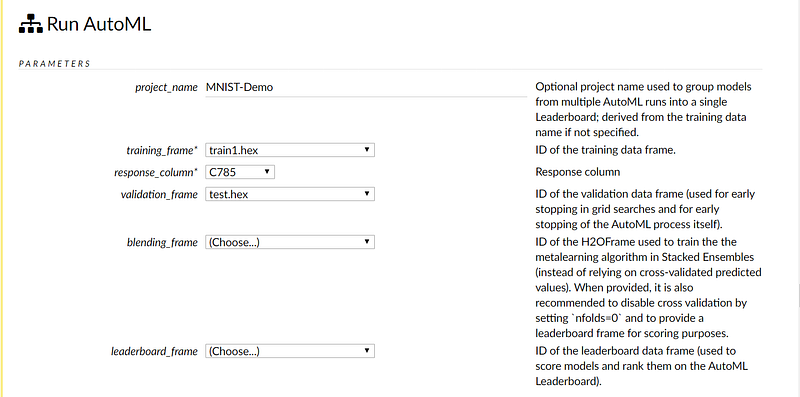 Run AutoML
PARAMETERS
project_name MNIST-Demo Optional project name used to group models
from multiple AutoML runs into a single
Leaderboard; derived from the training data
name if not specified.
training_frame* train1.hex ID of the training data frame.
response_column* C785 Response column
validation_frame test.hex ID of the validation data frame (used for early
stopping in grid searches and for early
stopping of the AutoML process itself).
blending_frame (Choose...) ID of the H2OFrame used to train the the
metalearning algorithm in Stacked Ensembles
(instead of relying on cross-validated predicted
values). When provided, it is also
recommended to disable cross validation by
setting `nfolds=0` and to provide a
leaderboard frame for scoring purposes.
leaderboard_frame (Choose...) ID of the leaderboard data frame (used to
score models and rank them on the AutoML
Leaderboard).